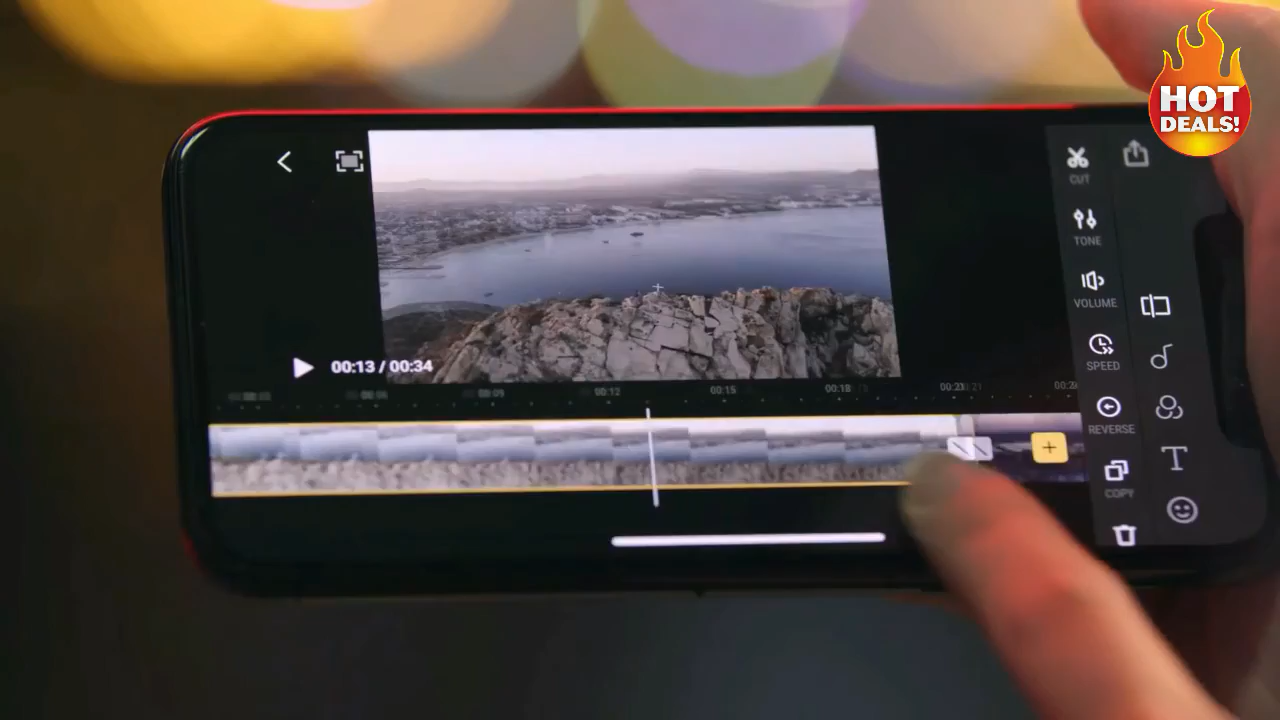 HOT
DEALS!
CUT
TONE
VOLUME
SPEED
REVERSE
COPY
00:13 / 00:34
00:12
00:15
00:18
T